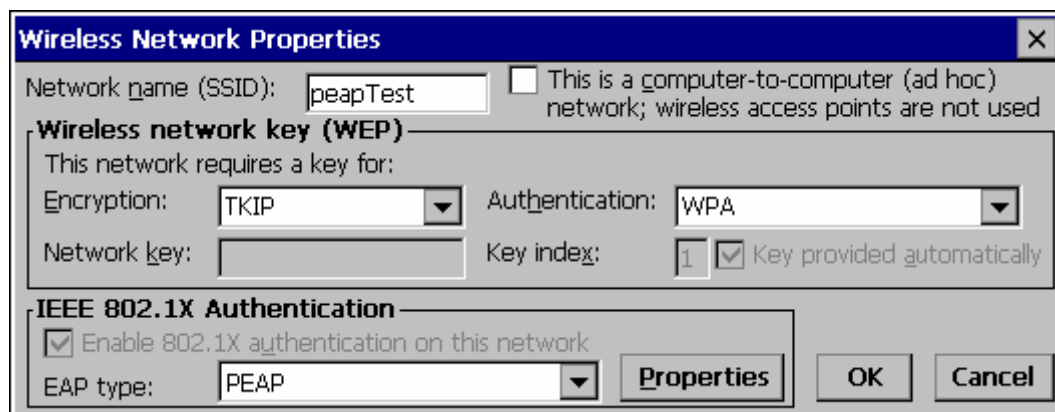 Wireless Network Properties
Network name (SSID): peapTest
This is a computer-to-computer (ad hoc)
network; wireless access points are not used
Wireless network key (WEP)
This network requires a key for:
Encryption: TKIP Authentication: WPA
Network key: Key index: 1 Key provided automatically
IEEE 802.1X Authentication
Enable 802.1X authentication on this network
EAP type: PEAP Properties OK Cancel